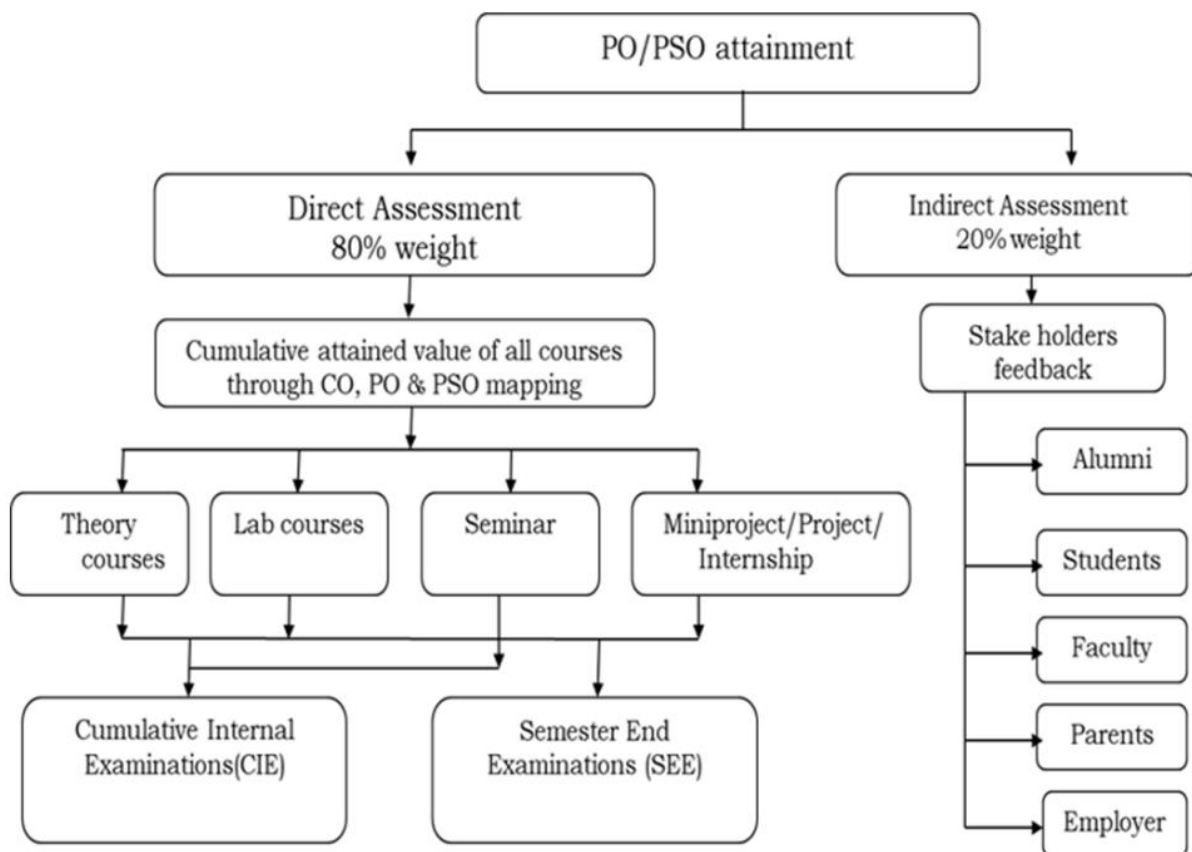 PO/PSO attainment
Direct Assessment
80% weight
Indirect Assessment
20% weight
Cumulative attained value of all courses
through CO, PO & PSO mapping
Stake holders
feedback
Theory
courses
Lab courses
Seminar
Miniproject/Project/
Internship
Cumulative Internal
Examinations(CIE)
Semester End
Examinations (SEE)
Alumni
Students
Faculty
Parents
Employer